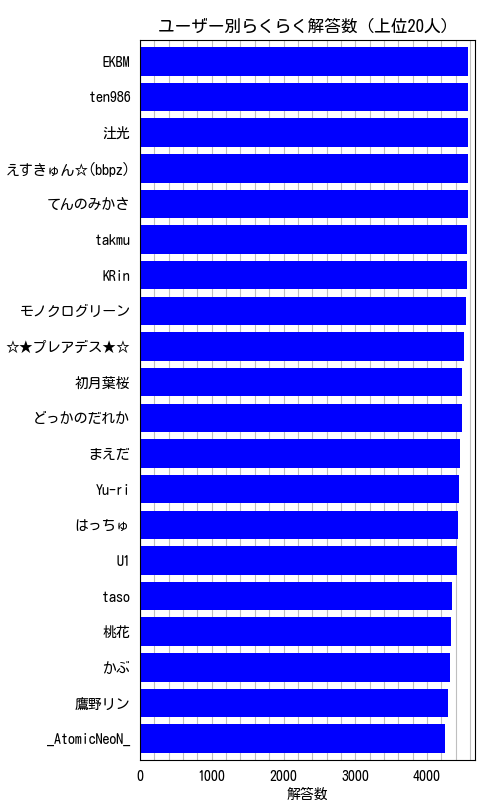 ユーザー別らくらく解答数（上位20人）
EKBM
ten986
汢光
えすきゅん☆(bbpz)
てんのみかさ
takmu
KRin
モノクログリーン
☆★プレアデス★☆
初月葉桜
どっかのだれか
まえだ
Yu-ri
はっちゅ
U1
taso
桃花
かぶ
鷹野リン
_AtomicNeoN_
0 1000 2000 3000 4000
解答数